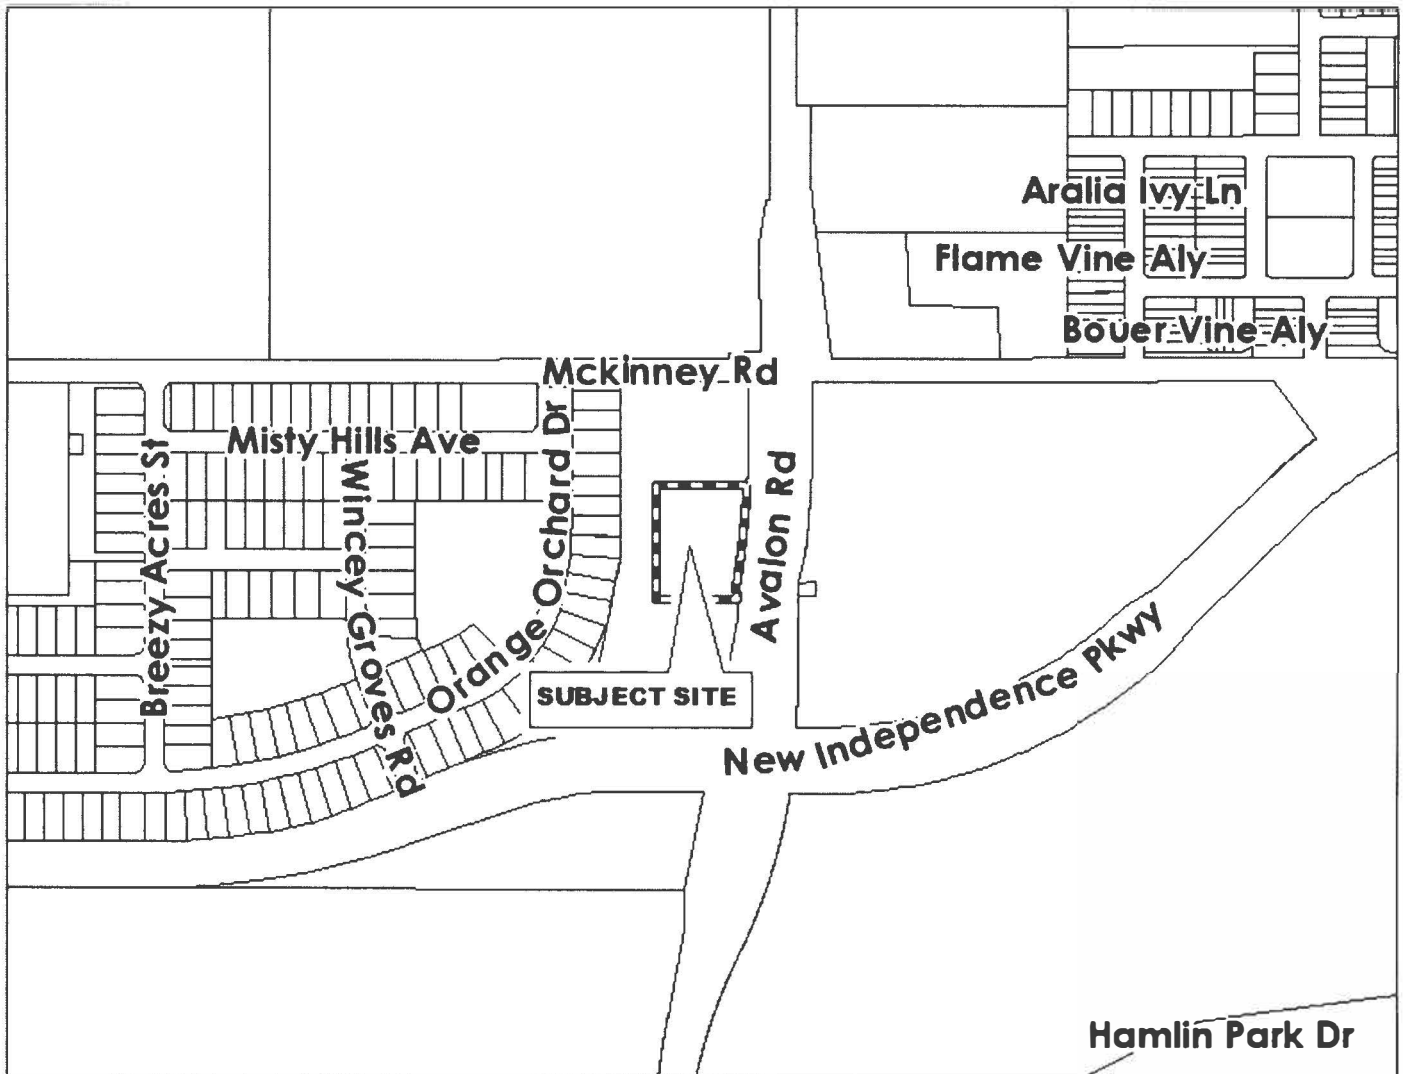 Aralia Ivy Ln
Flame Vine Aly
Bouer Vine Aly
Mckinney Rd
Misty Hills Ave
Breezy Acres St
Wincey Groves Rd
Orange Orchard Dr
Avalon Rd
SUBJECT SITE
New Independence Pkwy
Hamlin Park Dr